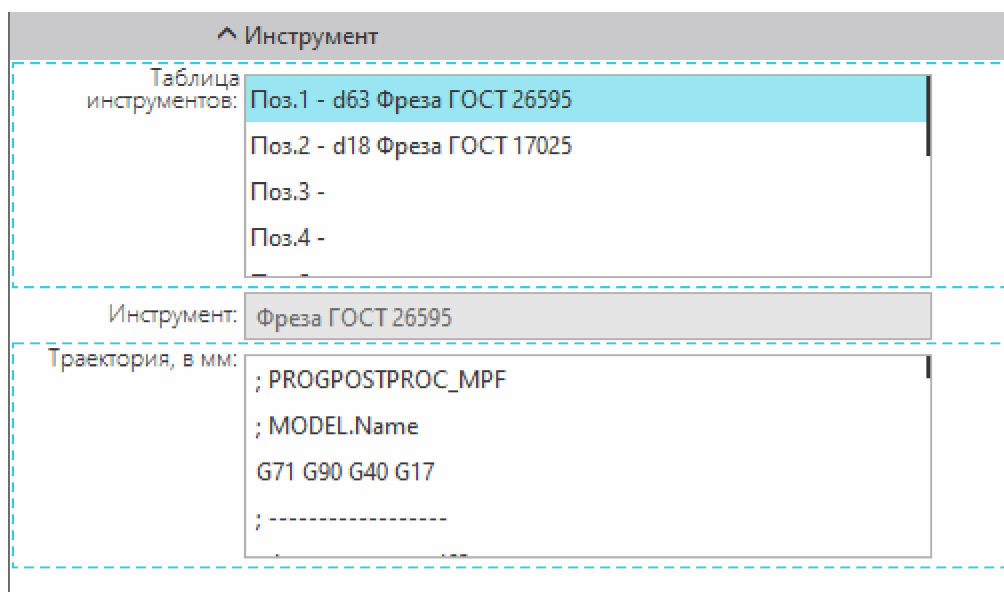 Инструмент
Таблица
инструментов:
Поз.1 - d63 Фреза ГОСТ 26595
Поз.2 - d18 Фреза ГОСТ 17025
Поз.3 -
Поз.4 -
Инструмент:
Фреза ГОСТ 26595
Траектория, в мм:
; PROGPOSTPROC_MPF
; MODEL.Name
G71 G90 G40 G17
; ------------------